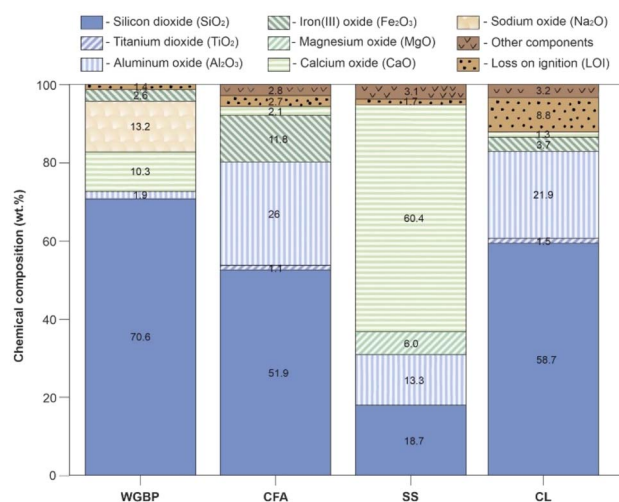 - Silicon dioxide (SiO₂)
- Iron(III) oxide (Fe₂O₃)
- Sodium oxide (Na₂O)
- Titanium dioxide (TiO₂)
- Magnesium oxide (MgO)
- Other components
- Aluminum oxide (Al₂O₃)
- Calcium oxide (CaO)
- Loss on ignition (LOI)
Chemical composition (wt.%)
100
80
60
40
20
0
1.4
2.6
13.2
10.3
1.9
70.6
2.8
2.7
2.1
11.8
26
1.1
51.9
3.1
1.7
60.4
6.0
13.3
18.7
3.2
8.8
1.3
3.7
21.9
1.5
58.7
WGBP
CFA
SS
CL